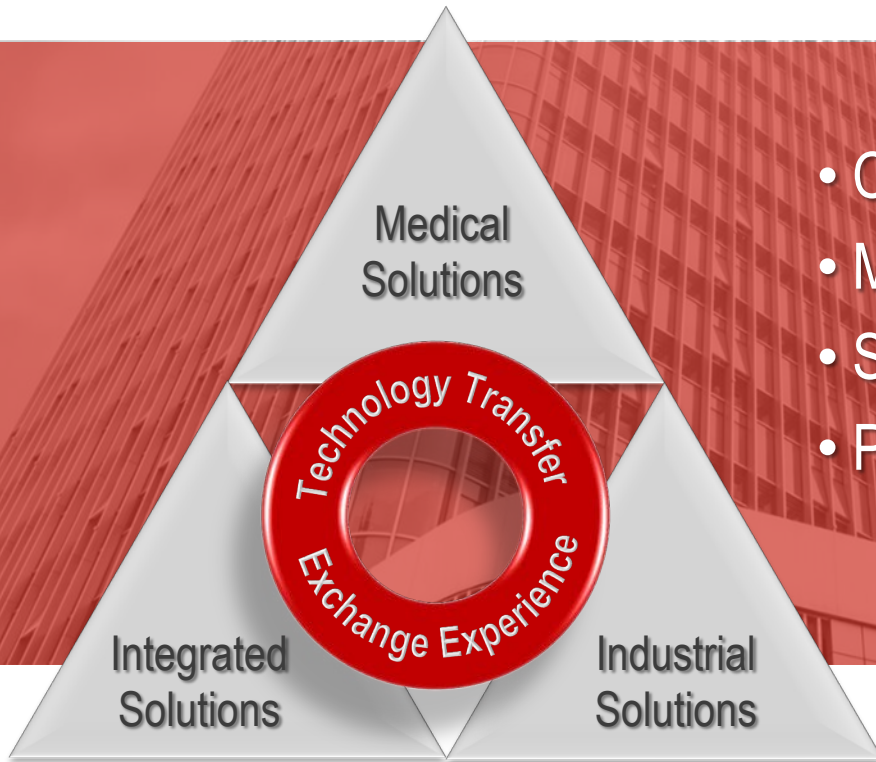 Medical
Solutions
Technology Transfer
Exchange Experience
Integrated
Solutions
Industrial
Solutions